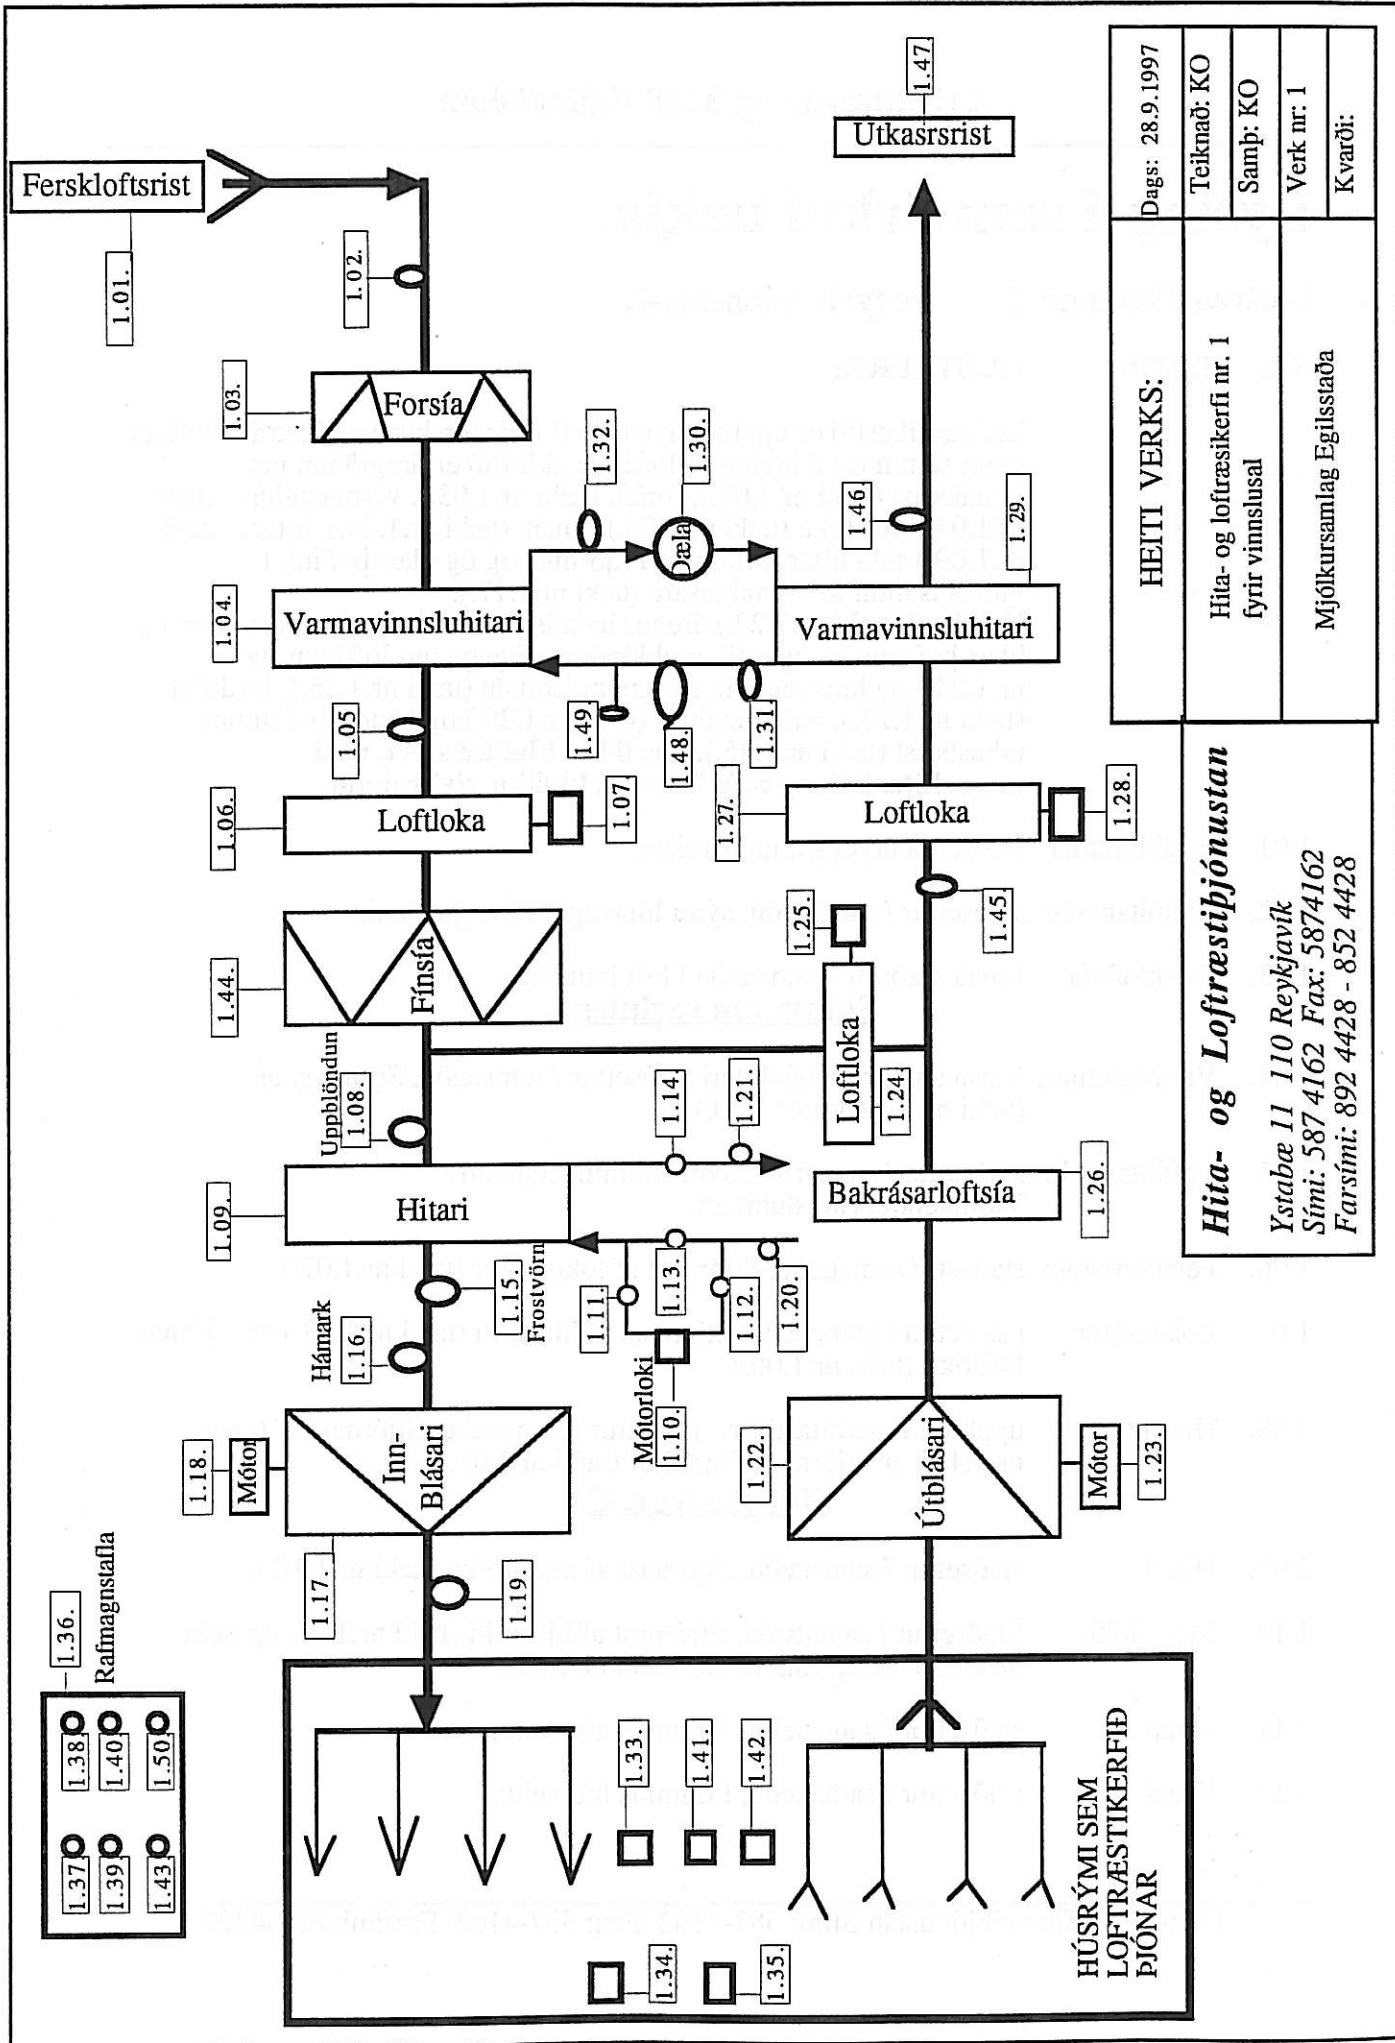 Ferskloftsrist
1.01.
1.02.
1.03.
Forsía
1.04.
Varmavinnsluhitari
1.32.
1.30.
Dæla
1.49.
1.48.
1.31.
1.05.
1.06.
Loftloka
1.07.
1.44.
Fínsía
Uppblöndun
1.08.
1.09.
Hitari
1.14.
1.21.
1.15.
Frostvörn
1.11.
1.13.
1.12.
1.20.
Mótorloki
1.10.
Hámark
1.16.
1.18.
Mótor
Inn-
Blásari
1.17.
1.19.
1.36.
Rafmagnstafla
1.38.
1.40.
1.50.
1.37.
1.39.
1.43.
1.33.
1.41.
1.42.
1.34.
1.35.
HÚSRÝMI SEM
LOFTRÆSTIKERFIÐ
ÞJÓNAR
Útblásari
1.22.
Mótor
1.23.
Bakrásarloftsía
1.26.
Loftloka
1.24.
1.25.
1.45.
1.27.
Loftloka
1.28.
Varmavinnsluhitari
1.29.
1.46.
Útkasrsrist
1.47.
HEITI VERKS:
Dags: 28.9.1997
Hita- og loftræsikerfi nr. 1
fyrir vinnslusal
Teiknað: KO
Samþ: KO
Mjólkursamlag Egilsstaða
Verk nr: 1
Kvarði:
Hita- og Loftræstiþjónustan
Ystabæ 11 110 Reykjavík
Sími: 587 4162 Fax: 5874162
Farsími: 892 4428 - 852 4428